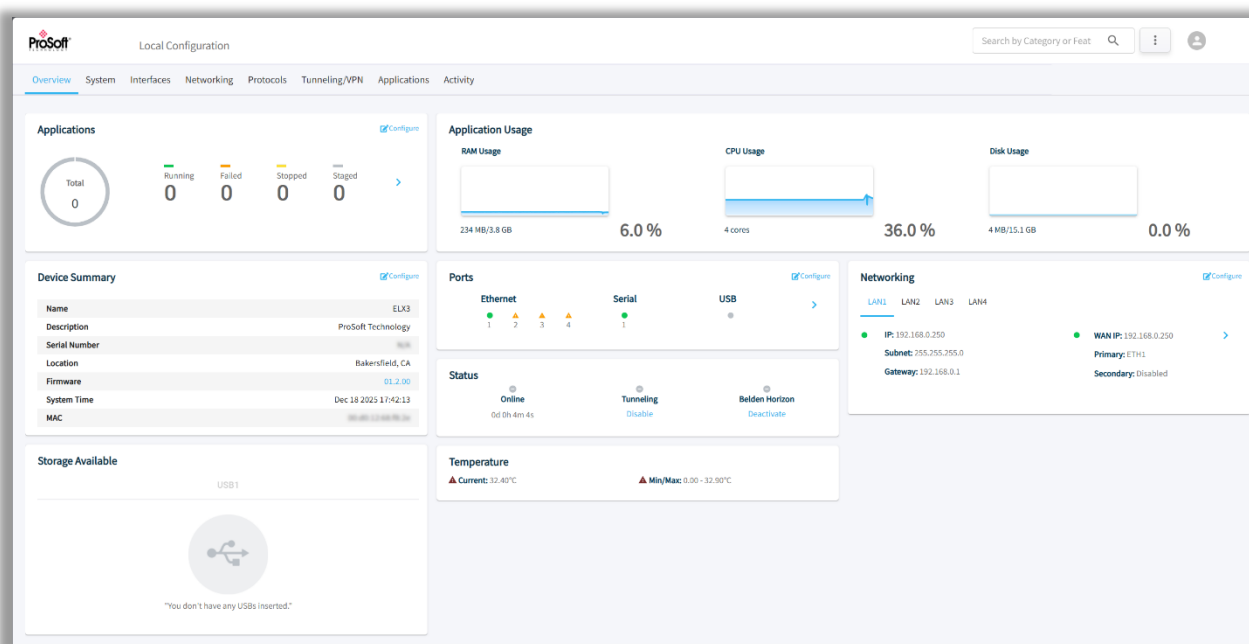 ProSoft
TECHNOLOGY
Local Configuration
Search by Category or Feat
Overview System Interfaces Networking Protocols Tunneling/VPN Applications Activity
Applications
Configure
Total
0
Running Failed Stopped Staged
0 0 0 0
Application Usage
RAM Usage
234 MB/3.8 GB
6.0 %
CPU Usage
4 cores
36.0 %
Disk Usage
4 MB/15.1 GB
0.0 %
Device Summary
Configure
Name ELX3
Description ProSoft Technology
Serial Number
Location Bakersfield, CA
Firmware 01.2.00
System Time Dec 18 2025 17:42:13
MAC
Ports
Configure
Ethernet Serial USB
1 2 3 4 1
Networking
Configure
LAN1 LAN2 LAN3 LAN4
IP: 192.168.0.250
Subnet: 255.255.255.0
Gateway: 192.168.0.1
WAN IP: 192.168.0.250
Primary: ETH1
Secondary: Disabled
Status
Online Tunneling Belden Horizon
0d 0h 4m 4s Disable Deactivate
Storage Available
USB1
"You don't have any USBs inserted."
Temperature
Current: 32.40°C
Min/Max: 0.00 - 32.90°C